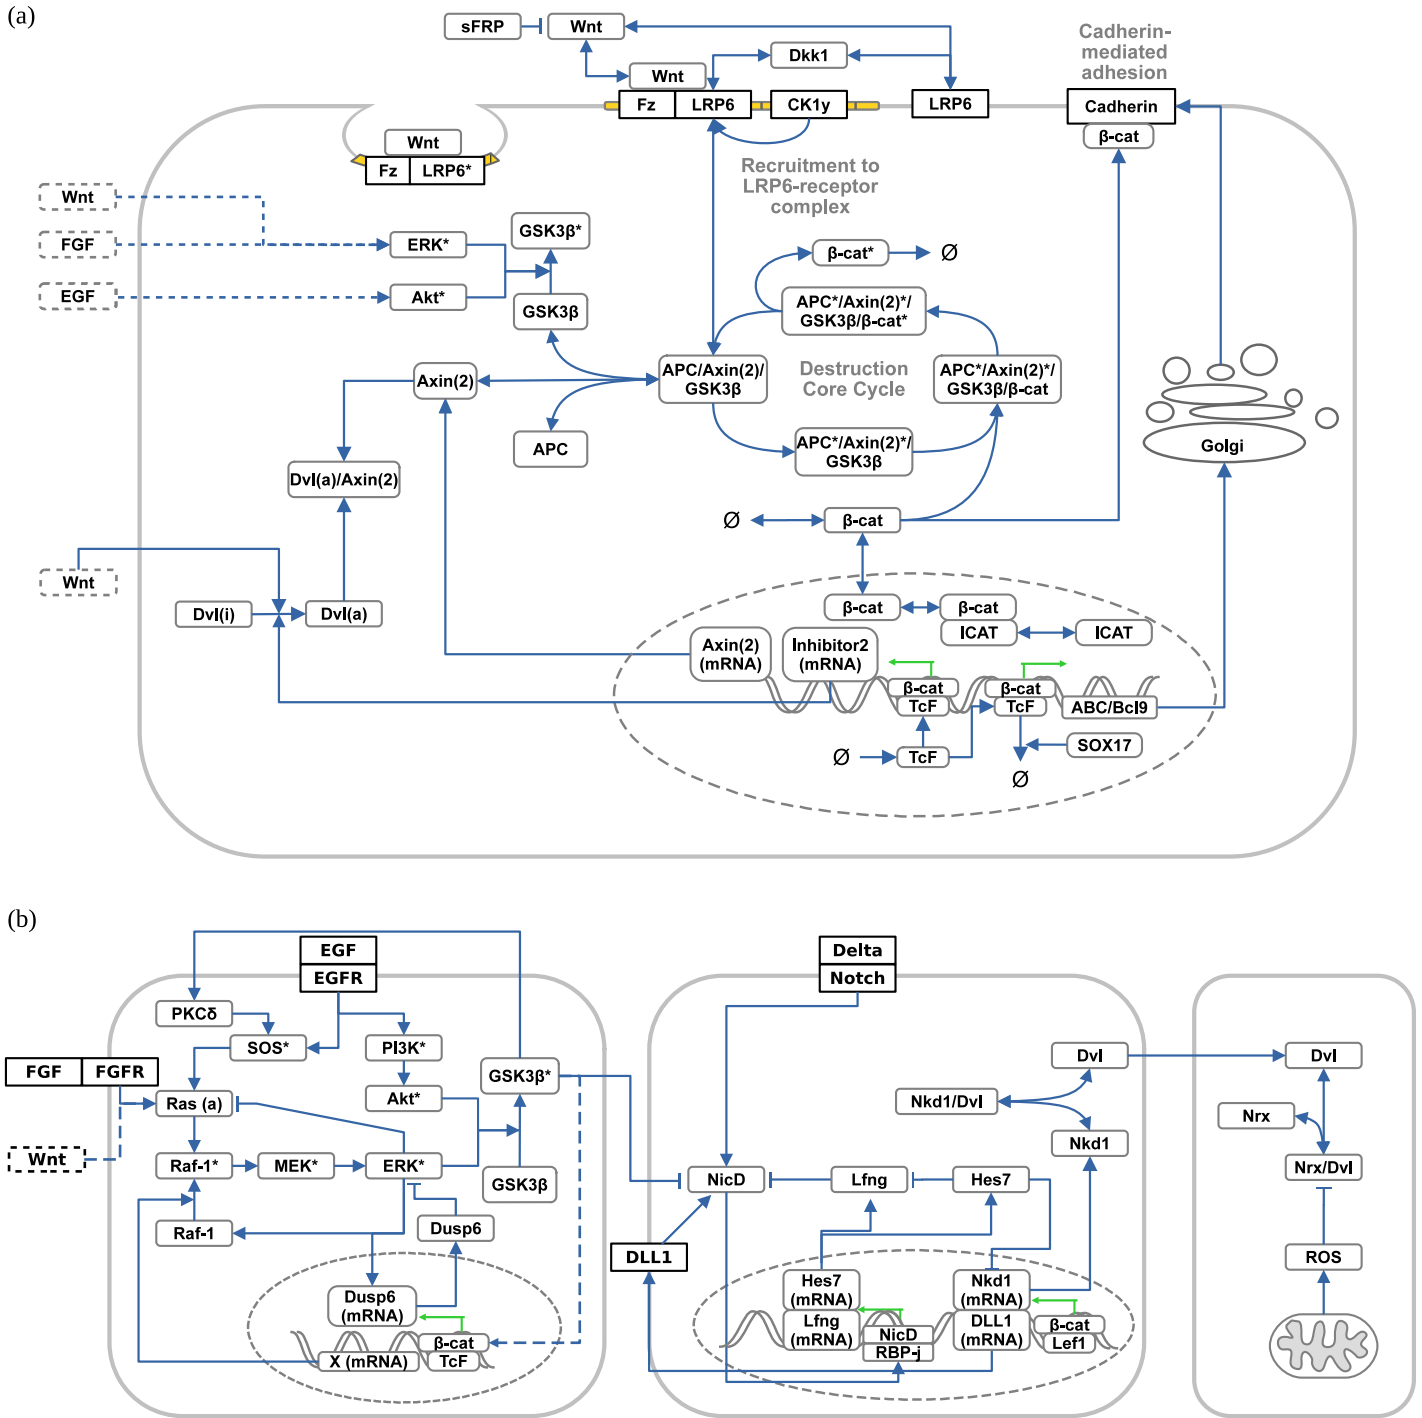 (a)
sFRP
Wnt
Cadherin-
mediated
adhesion
Dkk1
Wnt
Fz
LRP6
CK1y
LRP6
Cadherin
β-cat
Wnt
Fz
LRP6*
Recruitment to
LRP6-receptor
complex
Wnt
FGF
EGF
ERK*
Akt*
GSK3β*
GSK3β
β-cat*
Ø
APC*/Axin(2)*/
GSK3β/β-cat*
Axin(2)
APC/Axin(2)/
GSK3β
Destruction
Core Cycle
APC*/Axin(2)*/
GSK3β/β-cat
APC
APC*/Axin(2)*/
GSK3β
Golgi
Dvl(a)/Axin(2)
Ø
β-cat
Wnt
Dvl(i)
Dvl(a)
β-cat
β-cat
ICAT
ICAT
Axin(2)
(mRNA)
Inhibitor2
(mRNA)
β-cat
TcF
β-cat
TcF
ABC/Bcl9
Ø
TcF
SOX17
Ø
(b)
EGF
EGFR
Delta
Notch
PKCδ
SOS*
PI3K*
FGF
FGFR
Ras (a)
Akt*
GSK3β*
Wnt
Raf-1*
MEK*
ERK*
GSK3β
Raf-1
Dusp6
Dusp6
(mRNA)
β-cat
TcF
X (mRNA)
Dvl
Nkd1/Dvl
Nkd1
NicD
Lfng
Hes7
DLL1
Hes7
(mRNA)
Lfng
(mRNA)
NicD
RBP-j
Nkd1
(mRNA)
DLL1
(mRNA)
β-cat
Lef1
Dvl
Nrx
Nrx/Dvl
ROS